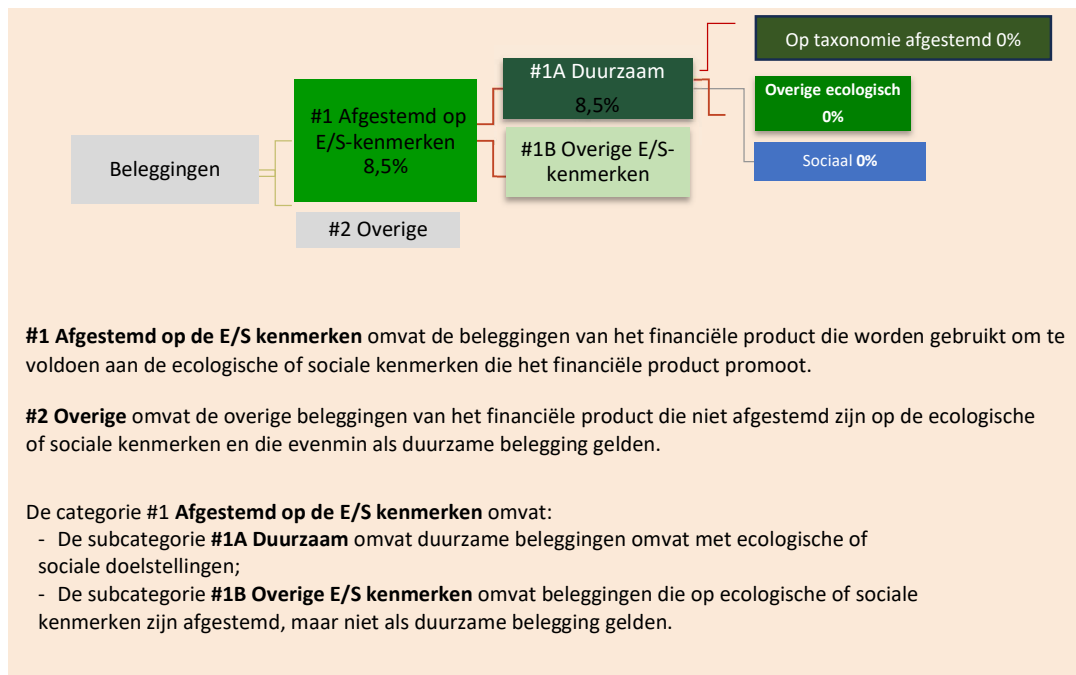 Beleggingen
#1 Afgestemd op
E/S-kenmerken
8,5%
#2 Overige
#1A Duurzaam
8,5%
#1B Overige E/S-
kenmerken
Op taxonomie afgestemd 0%
Overige ecologisch
0%
Sociaal 0%
#1 Afgestemd op de E/S kenmerken omvat de beleggingen van het financiële product die worden gebruikt om te
voldoen aan de ecologische of sociale kenmerken die het financiële product promoot.
#2 Overige omvat de overige beleggingen van het financiële product die niet afgestemd zijn op de ecologische
of sociale kenmerken en die evenmin als duurzame belegging gelden.
De categorie #1 Afgestemd op de E/S kenmerken omvat:
- De subcategorie #1A Duurzaam omvat duurzame beleggingen omvat met ecologische of
sociale doelstellingen;
- De subcategorie #1B Overige E/S kenmerken omvat beleggingen die op ecologische of sociale
kenmerken zijn afgestemd, maar niet als duurzame belegging gelden.